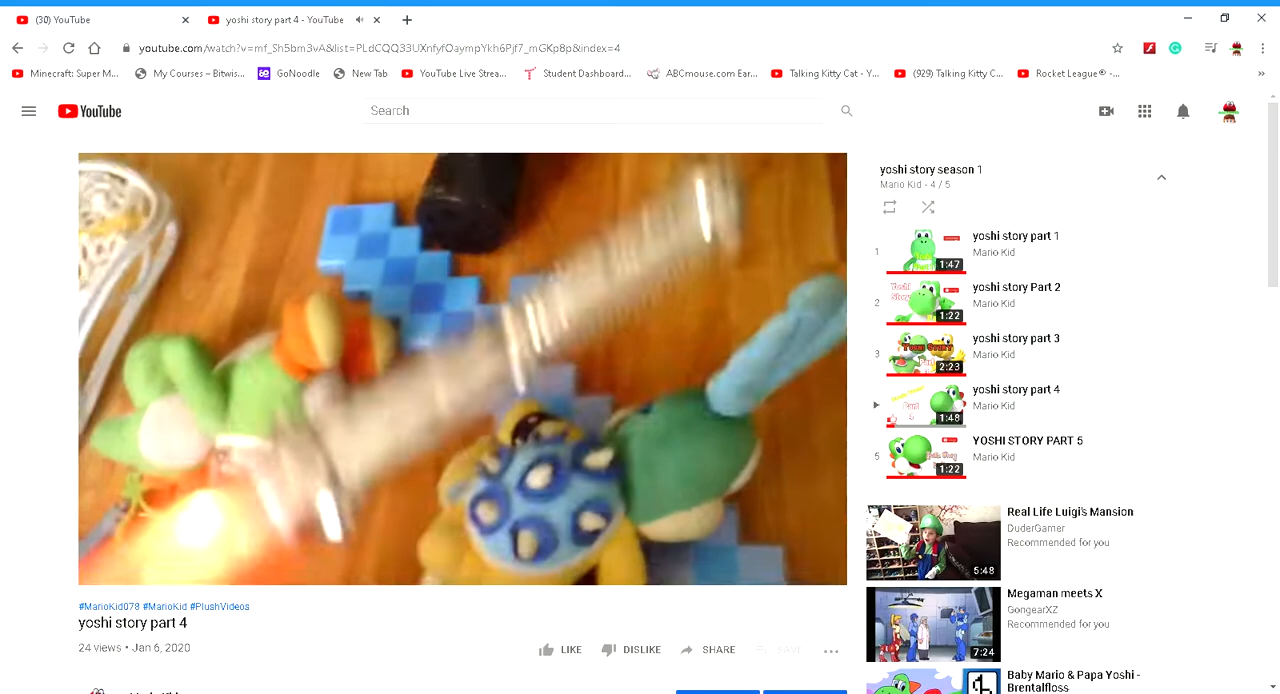 (30) YouTube
yoshi story part 4 - YouTube
youtube.com/watch?v=mf_Sh5bm3vA&list=PLdCQQ33UXnfyfOaympYkh6Pjf7_mGKp8p&index=4
Minecraft: Super M...
My Courses – Bitwis...
GoNoodle
New Tab
YouTube Live Strea...
Student Dashboard...
ABCmouse.com Ear...
Talking Kitty Cat - Y...
(929) Talking Kitty C...
Rocket League® -...
YouTube
Search
yoshi story season 1
Mario Kid - 4 / 5
1
yoshi story part 1
Mario Kid
1:47
2
yoshi story Part 2
Mario Kid
1:22
3
yoshi story part 3
Mario Kid
2:23
yoshi story part 4
Mario Kid
1:48
5
YOSHI STORY PART 5
Mario Kid
1:22
Real Life Luigi's Mansion
DuderGamer
Recommended for you
5:48
Megaman meets X
GongearXZ
Recommended for you
7:24
Baby Mario & Papa Yoshi -
Brentalfloss
#MarioKid078 #MarioKid #PlushVideos
yoshi story part 4
24 views • Jan 6, 2020
LIKE
DISLIKE
SHARE